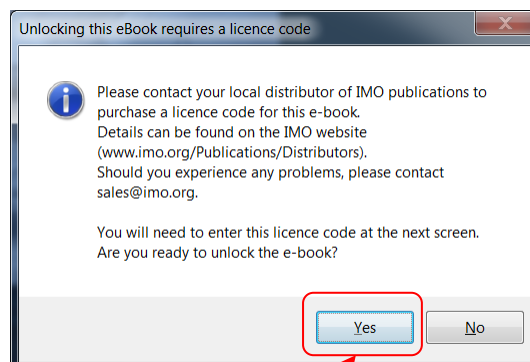 Unlocking this eBook requires a licence code
Please contact your local distributor of IMO publications to
purchase a licence code for this e-book.
Details can be found on the IMO website
(www.imo.org/Publications/Distributors).
Should you experience any problems, please contact
sales@imo.org.
You will need to enter this licence code at the next screen.
Are you ready to unlock the e-book?
Yes No